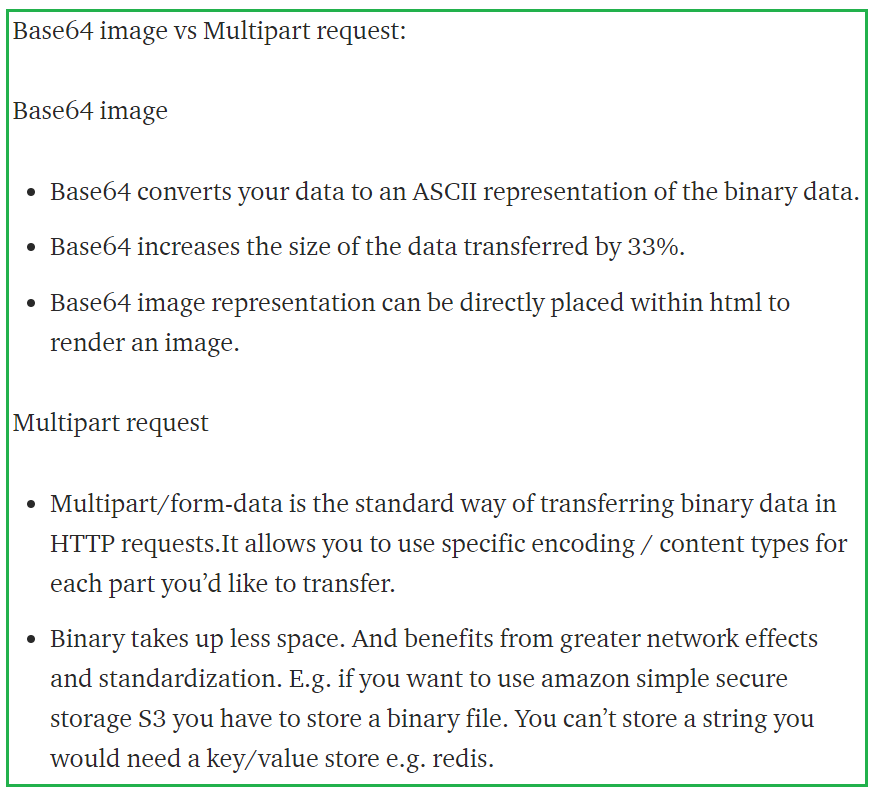 Base64 image vs Multipart request:
Base64 image
• Base64 converts your data to an ASCII representation of the binary data.
• Base64 increases the size of the data transferred by 33%.
• Base64 image representation can be directly placed within html to
render an image.
Multipart request
• Multipart/form-data is the standard way of transferring binary data in
HTTP requests.It allows you to use specific encoding / content types for
each part you’d like to transfer.
• Binary takes up less space. And benefits from greater network effects
and standardization. E.g. if you want to use amazon simple secure
storage S3 you have to store a binary file. You can’t store a string you
would need a key/value store e.g. redis.